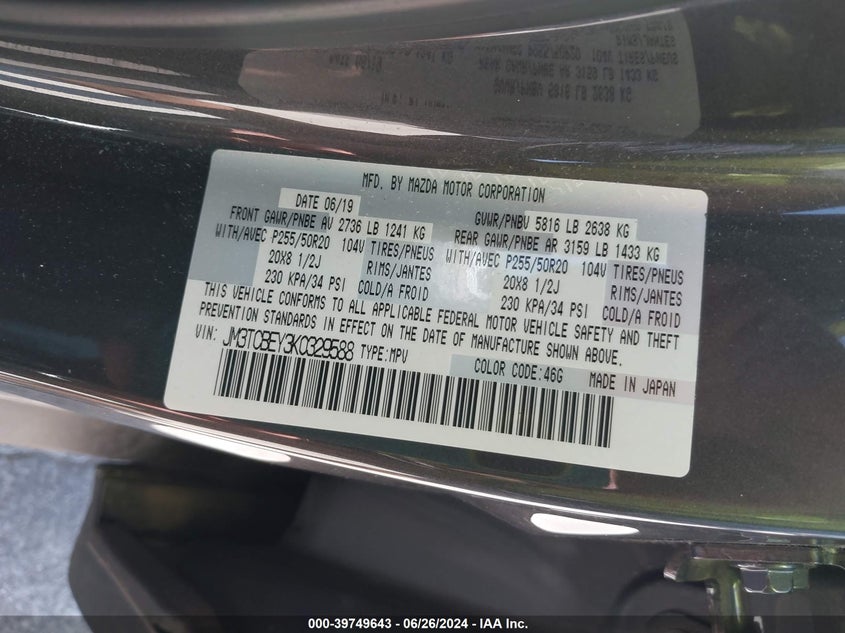 MFD. BY MAZDA MOTOR CORPORATION
DATE 06/19 GVWR/PNBV 5816 LB 2638 KG
FRONT GAWR/PNBE AV 2736 LB 1241 KG REAR GAWR/PNBE AR 3159 LB 1433 KG
WITH/AVEC P255/50R20 104V TIRES/PNEUS WITH/AVEC P255/50R20 104V TIRES/PNEUS
20X8 1/2J RIMS/JANTES 20X8 1/2J RIMS/JANTES
230 KPA/34 PSI COLD/A FROID 230 KPA/34 PSI COLD/A FROID
THIS VEHICLE CONFORMS TO ALL APPLICABLE FEDERAL MOTOR VEHICLE SAFETY AND THEFT
PREVENTION STANDARDS IN EFFECT ON THE DATE OF MANUFACTURE SHOWN ABOVE.
VIN: JM3TCBEY3K0329588 TYPE:MPV
COLOR CODE:46G MADE IN JAPAN
000-39749643 - 06/26/2024 - IAA Inc.